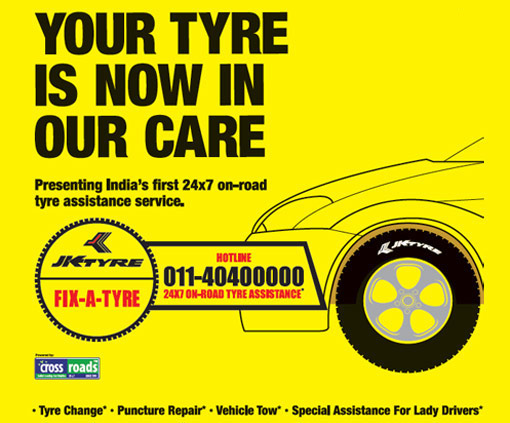 YOUR TYRE
IS NOW IN
OUR CARE
Presenting India's first 24x7 on-road
tyre assistance service.
JKTYRE
FIX-A-TYRE
HOTLINE
011-40400000
24X7 ON-ROAD TYRE ASSISTANCE*
JKTYRE
Powered by:
cross roads
• Tyre Change* • Puncture Repair* • Vehicle Tow* • Special Assistance For Lady Drivers*